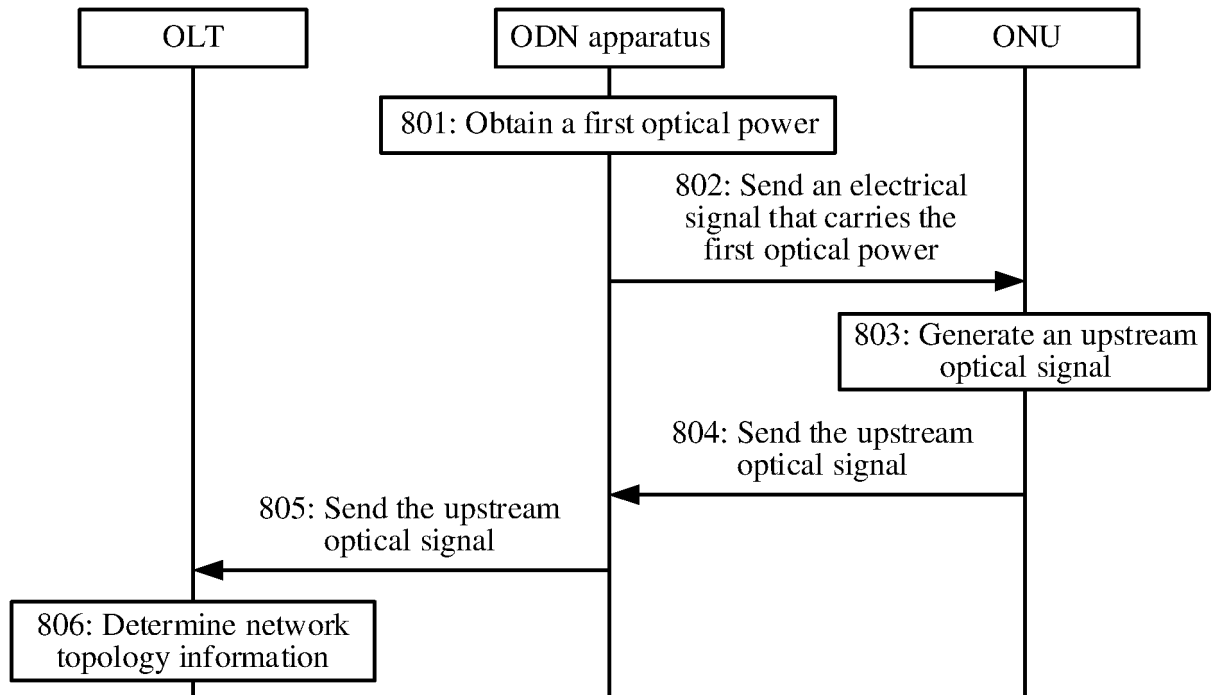 OLT
ODN apparatus
ONU
801: Obtain a first optical power
802: Send an electrical
signal that carries the
first optical power
803: Generate an upstream
optical signal
804: Send the upstream
optical signal
805: Send the upstream
optical signal
806: Determine network
topology information